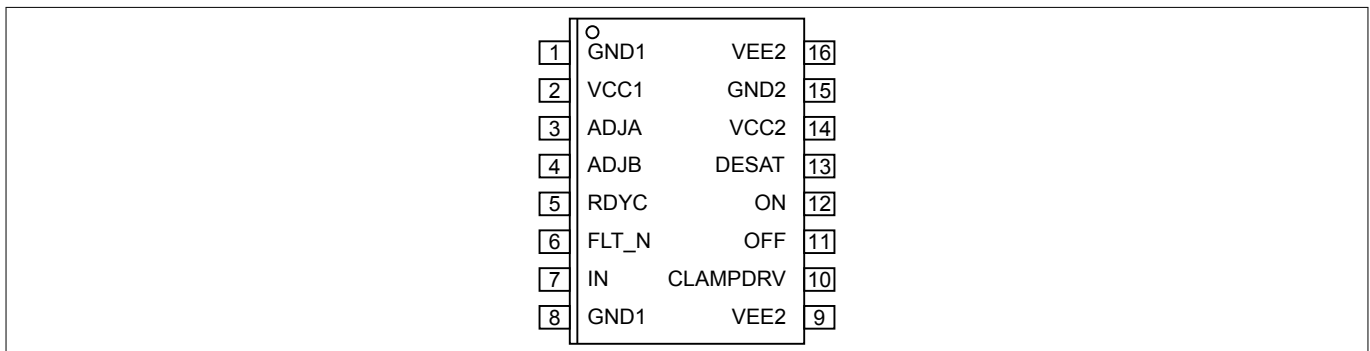 1 GND1 VEE2 16
2 VCC1 GND2 15
3 ADJA VCC2 14
4 ADJB DESAT 13
5 RDYC ON 12
6 FLT_N OFF 11
7 IN CLAMPDRV 10
8 GND1 VEE2 9